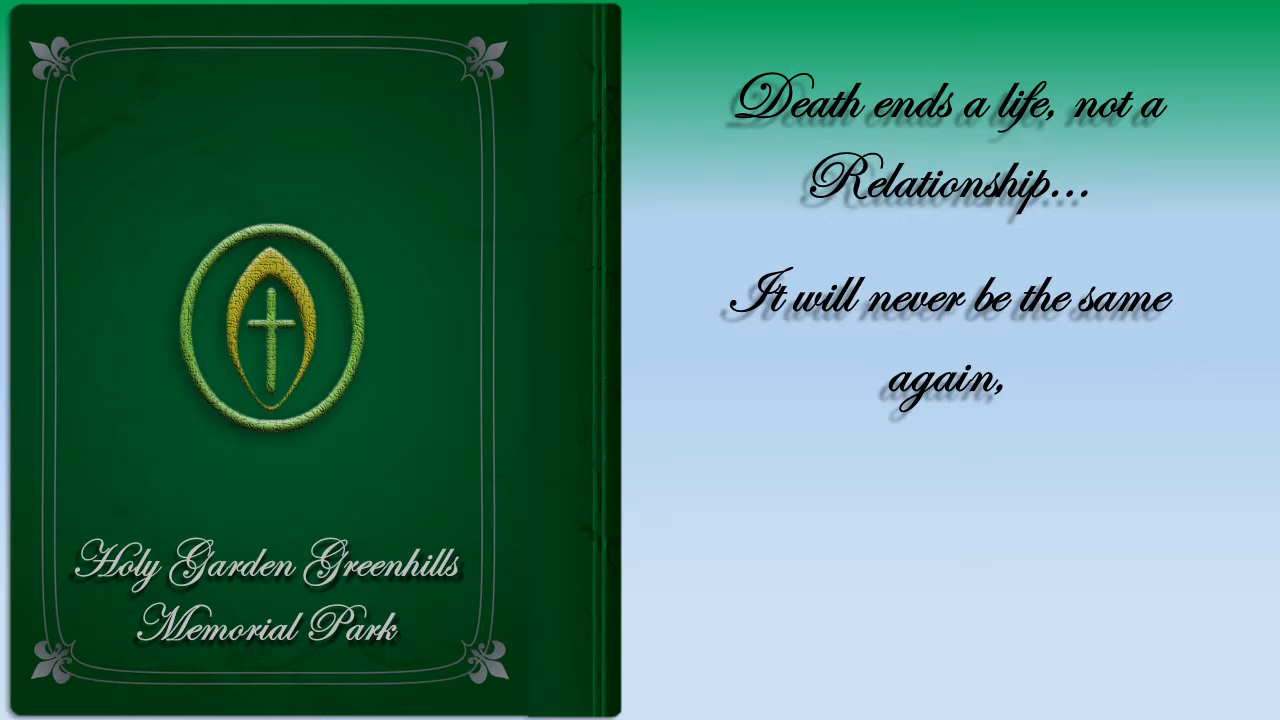 Holy Garden Greenhills
Memorial Park
Death ends a life, not a
Relationship...
It will never be the same
again,